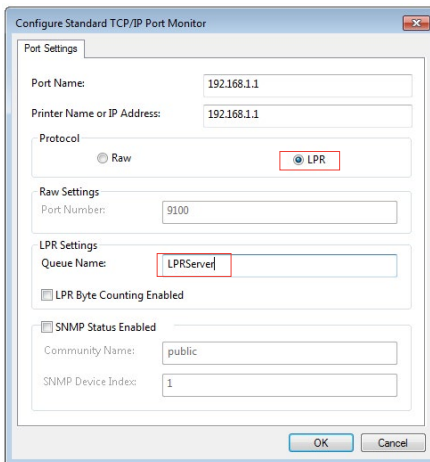 Configure Standard TCP/IP Port Monitor
Port Settings
Port Name: 192.168.1.1
Printer Name or IP Address: 192.168.1.1
Protocol
Raw LPR
Raw Settings
Port Number: 9100
LPR Settings
Queue Name: LPRServer
LPR Byte Counting Enabled
SNMP Status Enabled
Community Name: public
SNMP Device Index: 1
OK Cancel